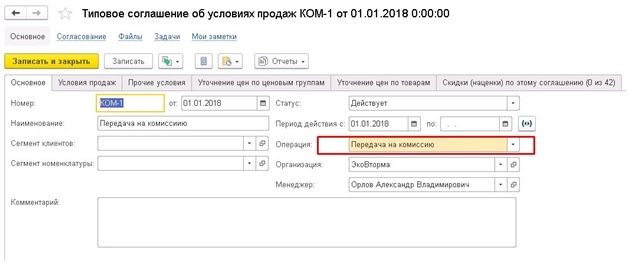 Типовое соглашение об условиях продаж КОМ-1 от 01.01.2018 0:00:00
Основное Согласование Файлы Задачи Мои заметки
Записать и закрыть Записать Отчеты
Основное Условия продаж Прочие условия Уточнение цен по ценовым группам Уточнение цен по товарам Скидки (наценки) по этому соглашению (0 из 42)
Номер: КОМ-1 от: 01.01.2018 Статус: Действует
Наименование: Передача на комиссиию Период действия с: 01.01.2018 по: . .
Сегмент клиентов: Операция: Передача на комиссию
Сегмент номенклатуры: Организация: ЭкоВторма
Менеджер: Орлов Александр Владимирович
Комментарий: